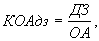 КОАдз = ДЗ / ОА ,